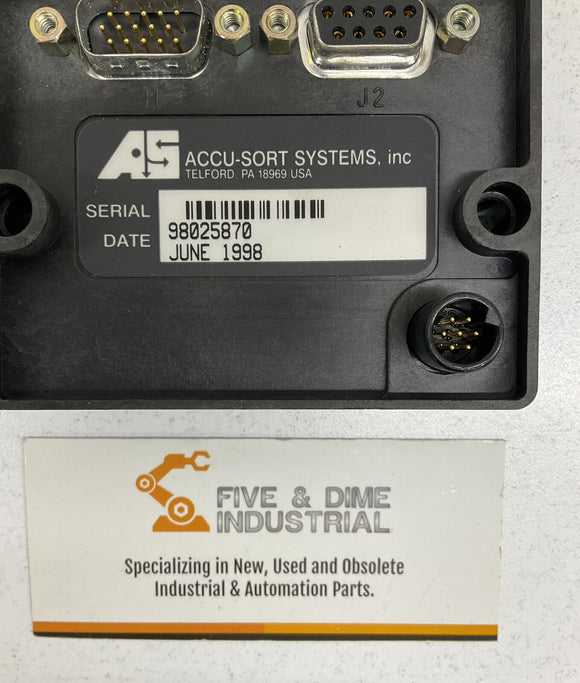 J1
J2
AS ACCU-SORT SYSTEMS, inc
TELFORD. PA 18969 USA
SERIAL 98025870
DATE JUNE 1998
FIVE & DIME
INDUSTRIAL
Specializing in New, Used and Obsolete
Industrial & Automation Parts.